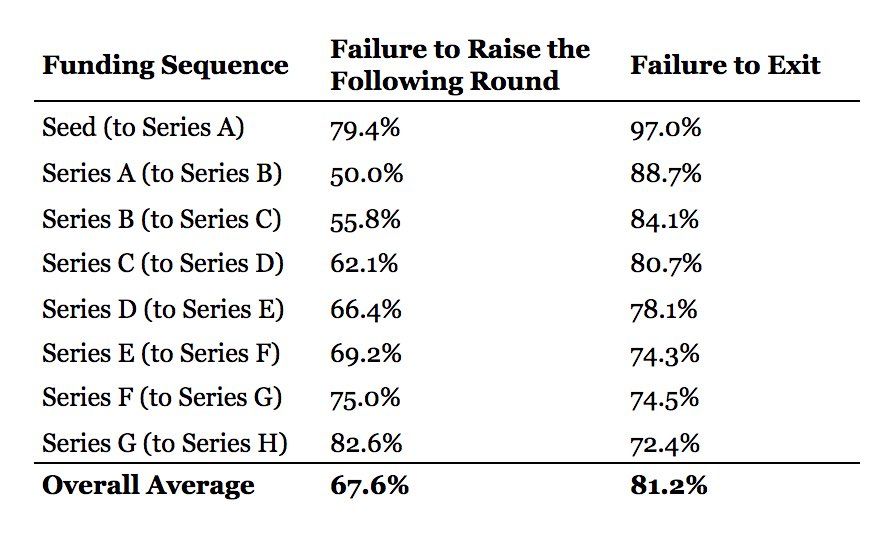 Funding Sequence Failure to Raise the Following Round Failure to Exit
Seed (to Series A) 79.4% 97.0%
Series A (to Series B) 50.0% 88.7%
Series B (to Series C) 55.8% 84.1%
Series C (to Series D) 62.1% 80.7%
Series D (to Series E) 66.4% 78.1%
Series E (to Series F) 69.2% 74.3%
Series F (to Series G) 75.0% 74.5%
Series G (to Series H) 82.6% 72.4%
Overall Average 67.6% 81.2%